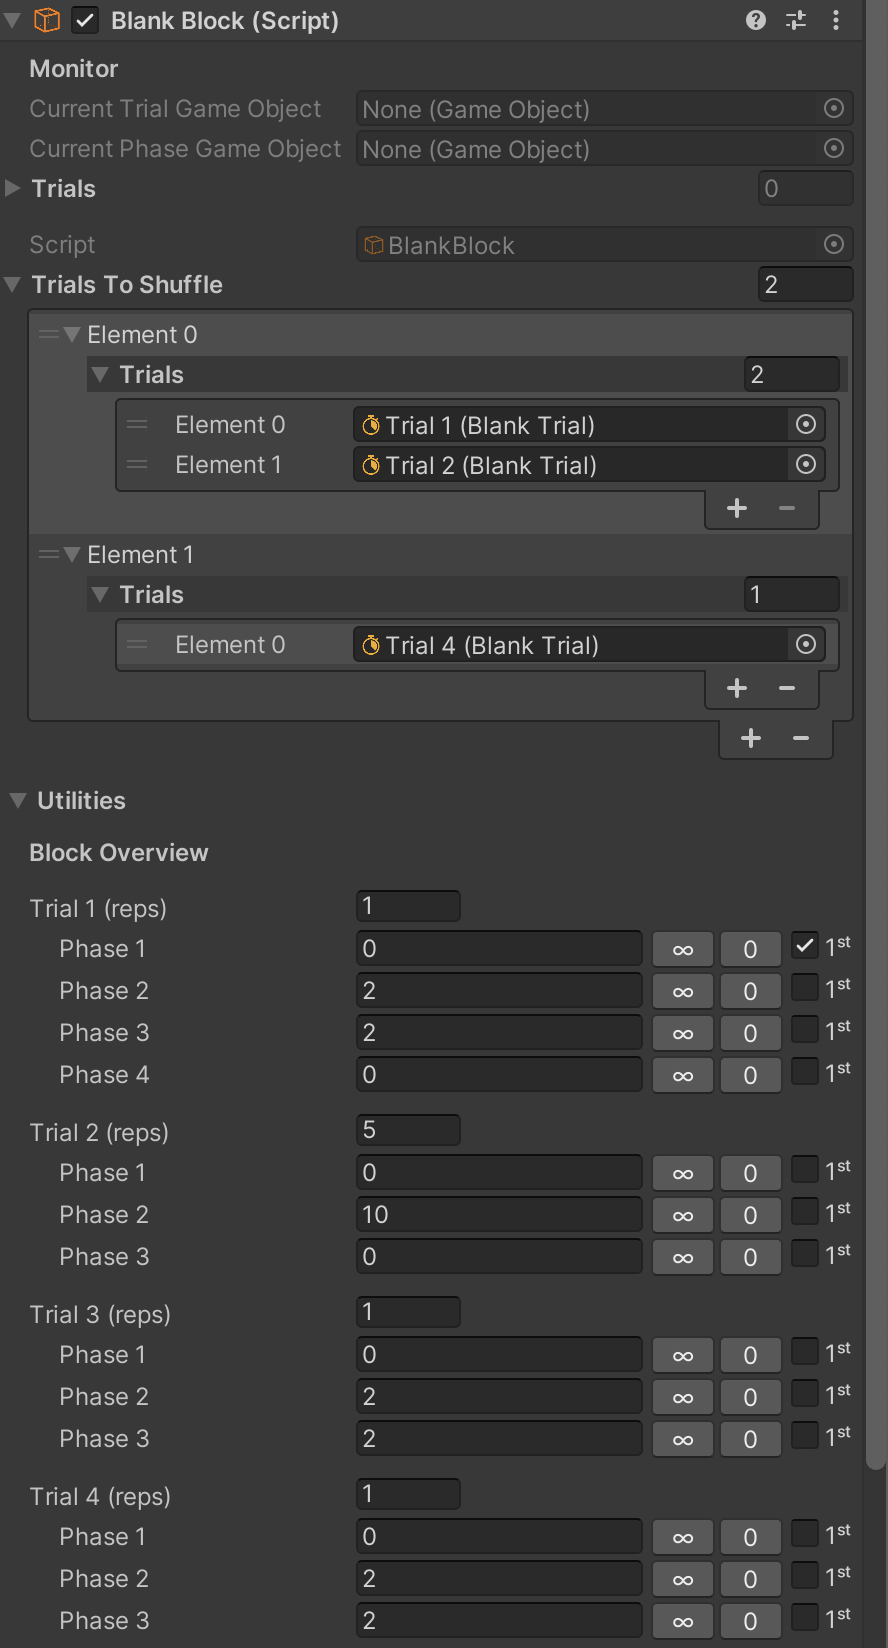 Blank Block (Script)
Monitor
Current Trial Game Object None (Game Object)
Current Phase Game Object None (Game Object)
Trials 0
Script BlankBlock
Trials To Shuffle 2
Element 0
Trials 2
Element 0 Trial 1 (Blank Trial)
Element 1 Trial 2 (Blank Trial)
+ −
Element 1
Trials 1
Element 0 Trial 4 (Blank Trial)
+ −
+ −
Utilities
Block Overview
Trial 1 (reps) 1
Phase 1 0 ∞ 0 1st
Phase 2 2 ∞ 0 1st
Phase 3 2 ∞ 0 1st
Phase 4 0 ∞ 0 1st
Trial 2 (reps) 5
Phase 1 0 ∞ 0 1st
Phase 2 10 ∞ 0 1st
Phase 3 0 ∞ 0 1st
Trial 3 (reps) 1
Phase 1 0 ∞ 0 1st
Phase 2 2 ∞ 0 1st
Phase 3 2 ∞ 0 1st
Trial 4 (reps) 1
Phase 1 0 ∞ 0 1st
Phase 2 2 ∞ 0 1st
Phase 3 2 ∞ 0 1st